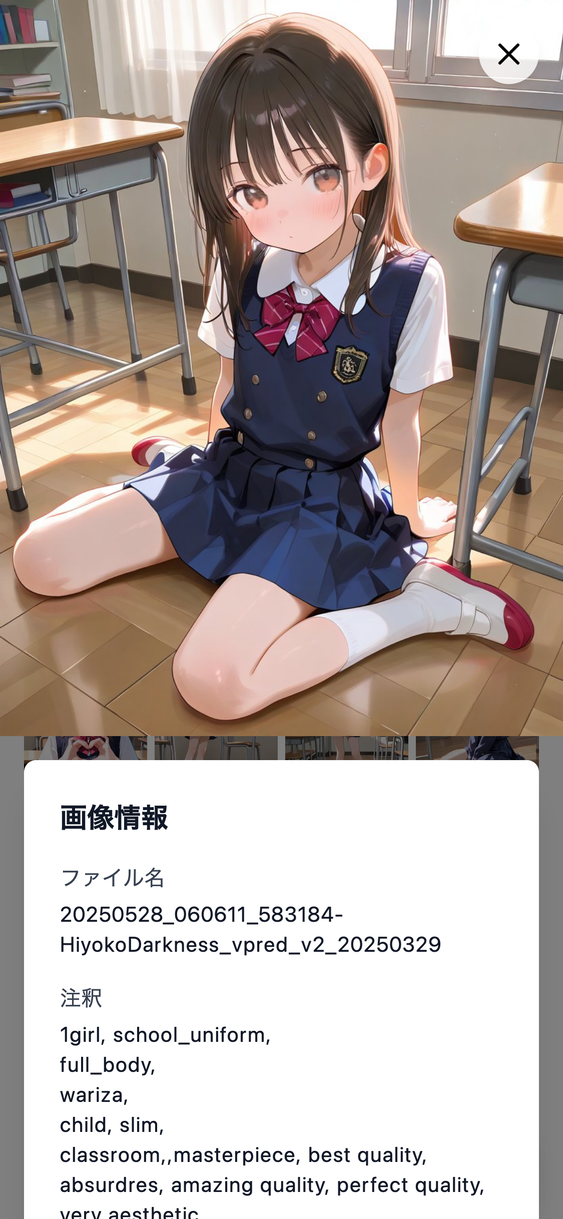 画像情報
ファイル名
20250528_060611_583184-
HiyokoDarkness_vpred_v2_20250329
注釈
1girl, school_uniform,
full_body,
wariza,
child, slim,
classroom,,masterpiece, best quality,
absurdres, amazing quality, perfect quality,
very aesthetic